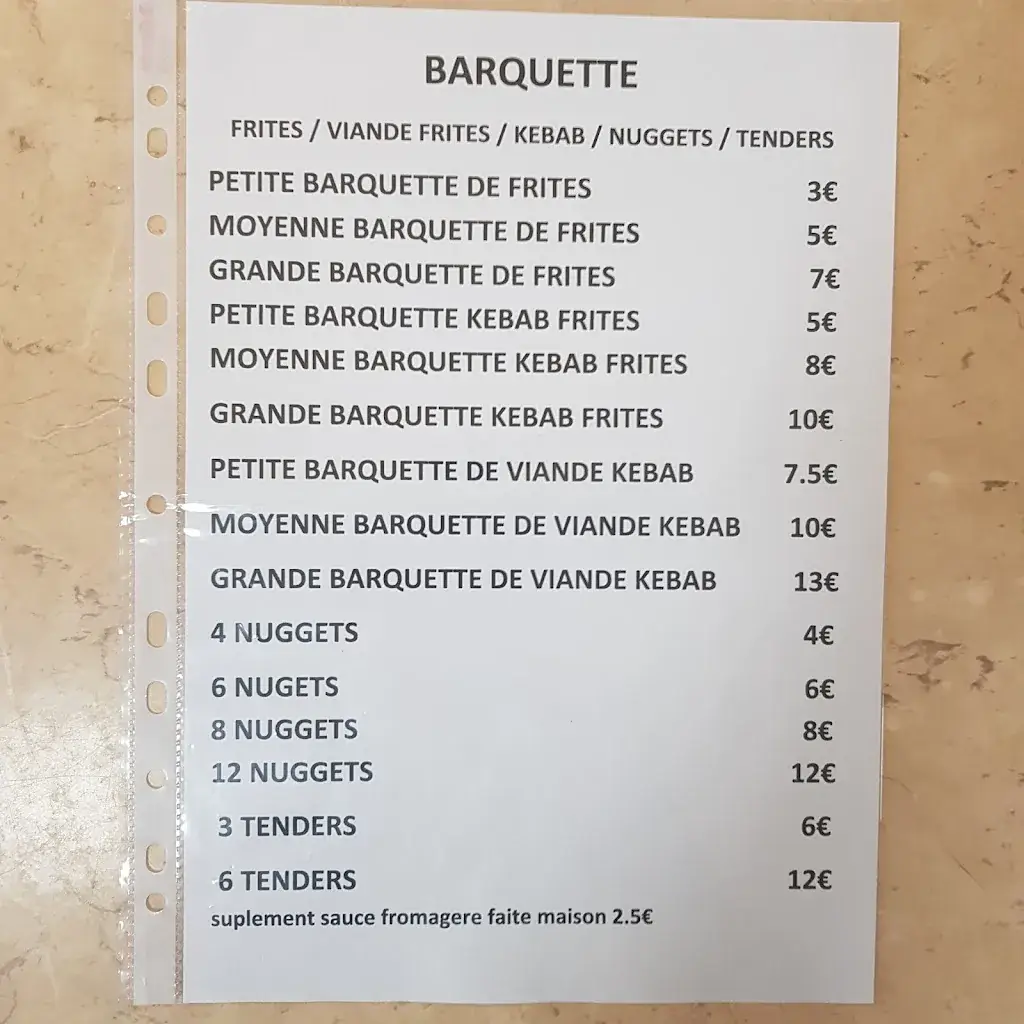 BARQUETTE
FRITES / VIANDE FRITES / KEBAB / NUGGETS / TENDERS
PETITE BARQUETTE DE FRITES 3€
MOYENNE BARQUETTE DE FRITES 5€
GRANDE BARQUETTE DE FRITES 7€
PETITE BARQUETTE KEBAB FRITES 5€
MOYENNE BARQUETTE KEBAB FRITES 8€
GRANDE BARQUETTE KEBAB FRITES 10€
PETITE BARQUETTE DE VIANDE KEBAB 7.5€
MOYENNE BARQUETTE DE VIANDE KEBAB 10€
GRANDE BARQUETTE DE VIANDE KEBAB 13€
4 NUGGETS 4€
6 NUGETS 6€
8 NUGGETS 8€
12 NUGGETS 12€
3 TENDERS 6€
6 TENDERS 12€
suplement sauce fromagere faite maison 2.5€